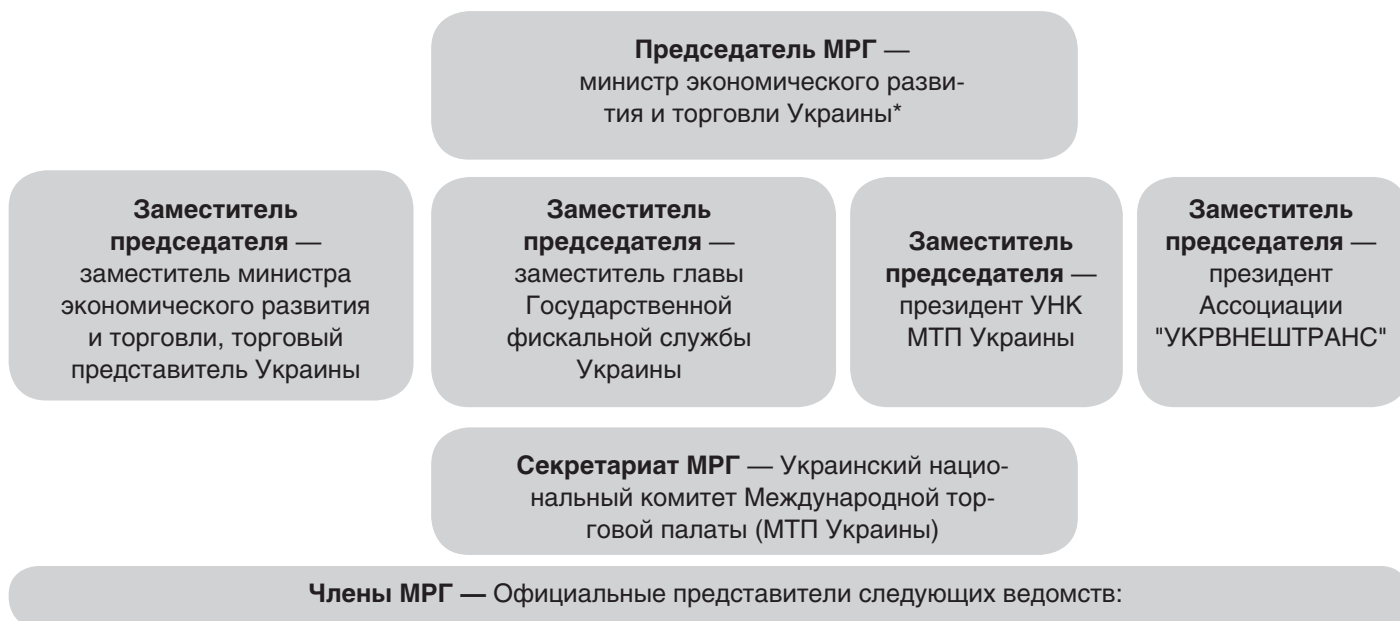 Председатель МРГ —
министр экономического разви-
тия и торговли Украины*
Заместитель
председателя —
заместитель министра
экономического развития
и торговли, торговый
представитель Украины
Заместитель
председателя —
заместитель главы
Государственной
фискальной службы
Украины
Заместитель
председателя —
президент УНК
МТП Украины
Заместитель
председателя —
президент
Ассоциации
"УКРВНЕШТРАНС"
Секретариат МРГ — Украинский нацио-
нальный комитет Международной тор-
говой палаты (МТП Украины)
Члены МРГ — Официальные представители следующих ведомств: